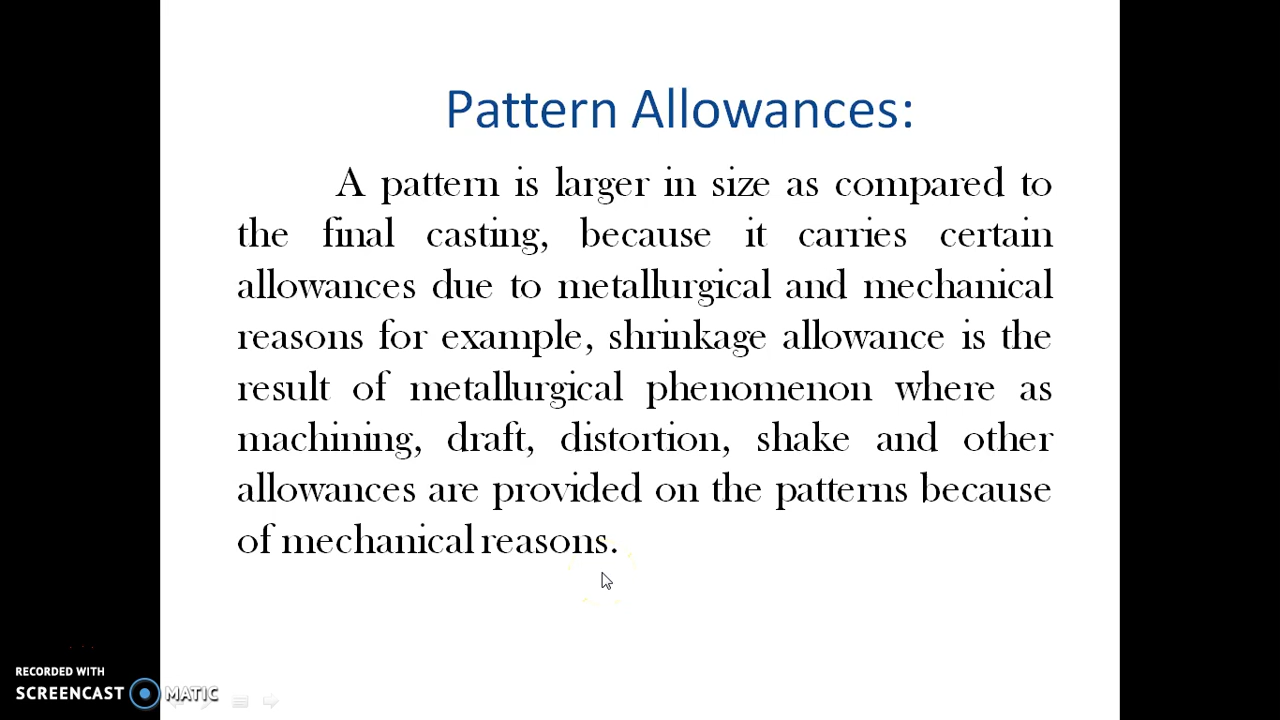 Pattern Allowances:
A pattern is larger in size as compared to
the final casting, because it carries certain
allowances due to metallurgical and mechanical
reasons for example, shrinkage allowance is the
result of metallurgical phenomenon where as
machining, draft, distortion, shake and other
allowances are provided on the patterns because
of mechanical reasons.
RECORDED WITH
SCREENCAST MATIC